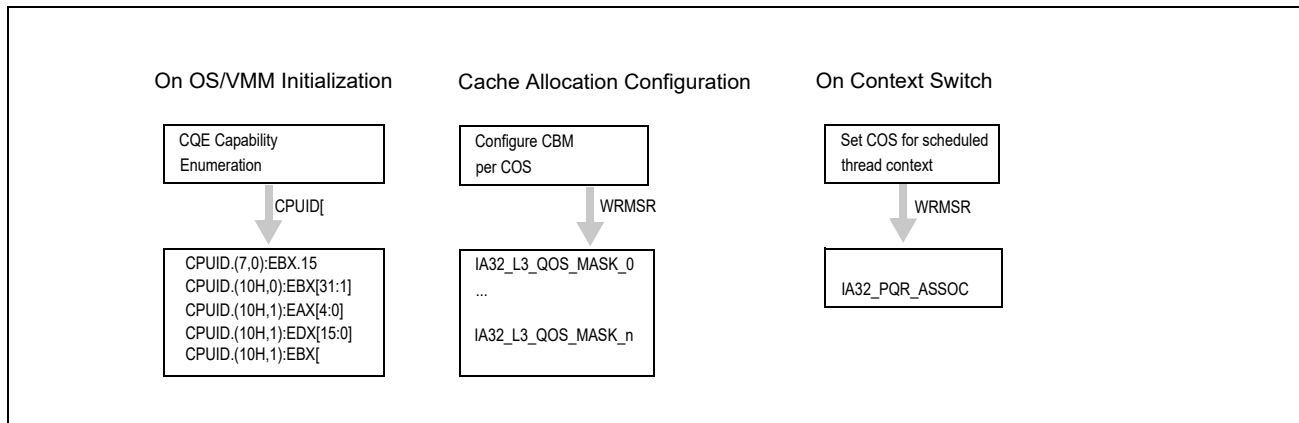 On OS/VMM Initialization
CQE Capability
Enumeration
CPUID[
CPUID.(7,0):EBX.15
CPUID.(10H,0):EBX[31:1]
CPUID.(10H,1):EAX[4:0]
CPUID.(10H,1):EDX[15:0]
CPUID.(10H,1):EBX[
Cache Allocation Configuration
Configure CBM
per COS
WRMSR
IA32_L3_QOS_MASK_0
...
IA32_L3_QOS_MASK_n
On Context Switch
Set COS for scheduled
thread context
WRMSR
IA32_PQR_ASSOC